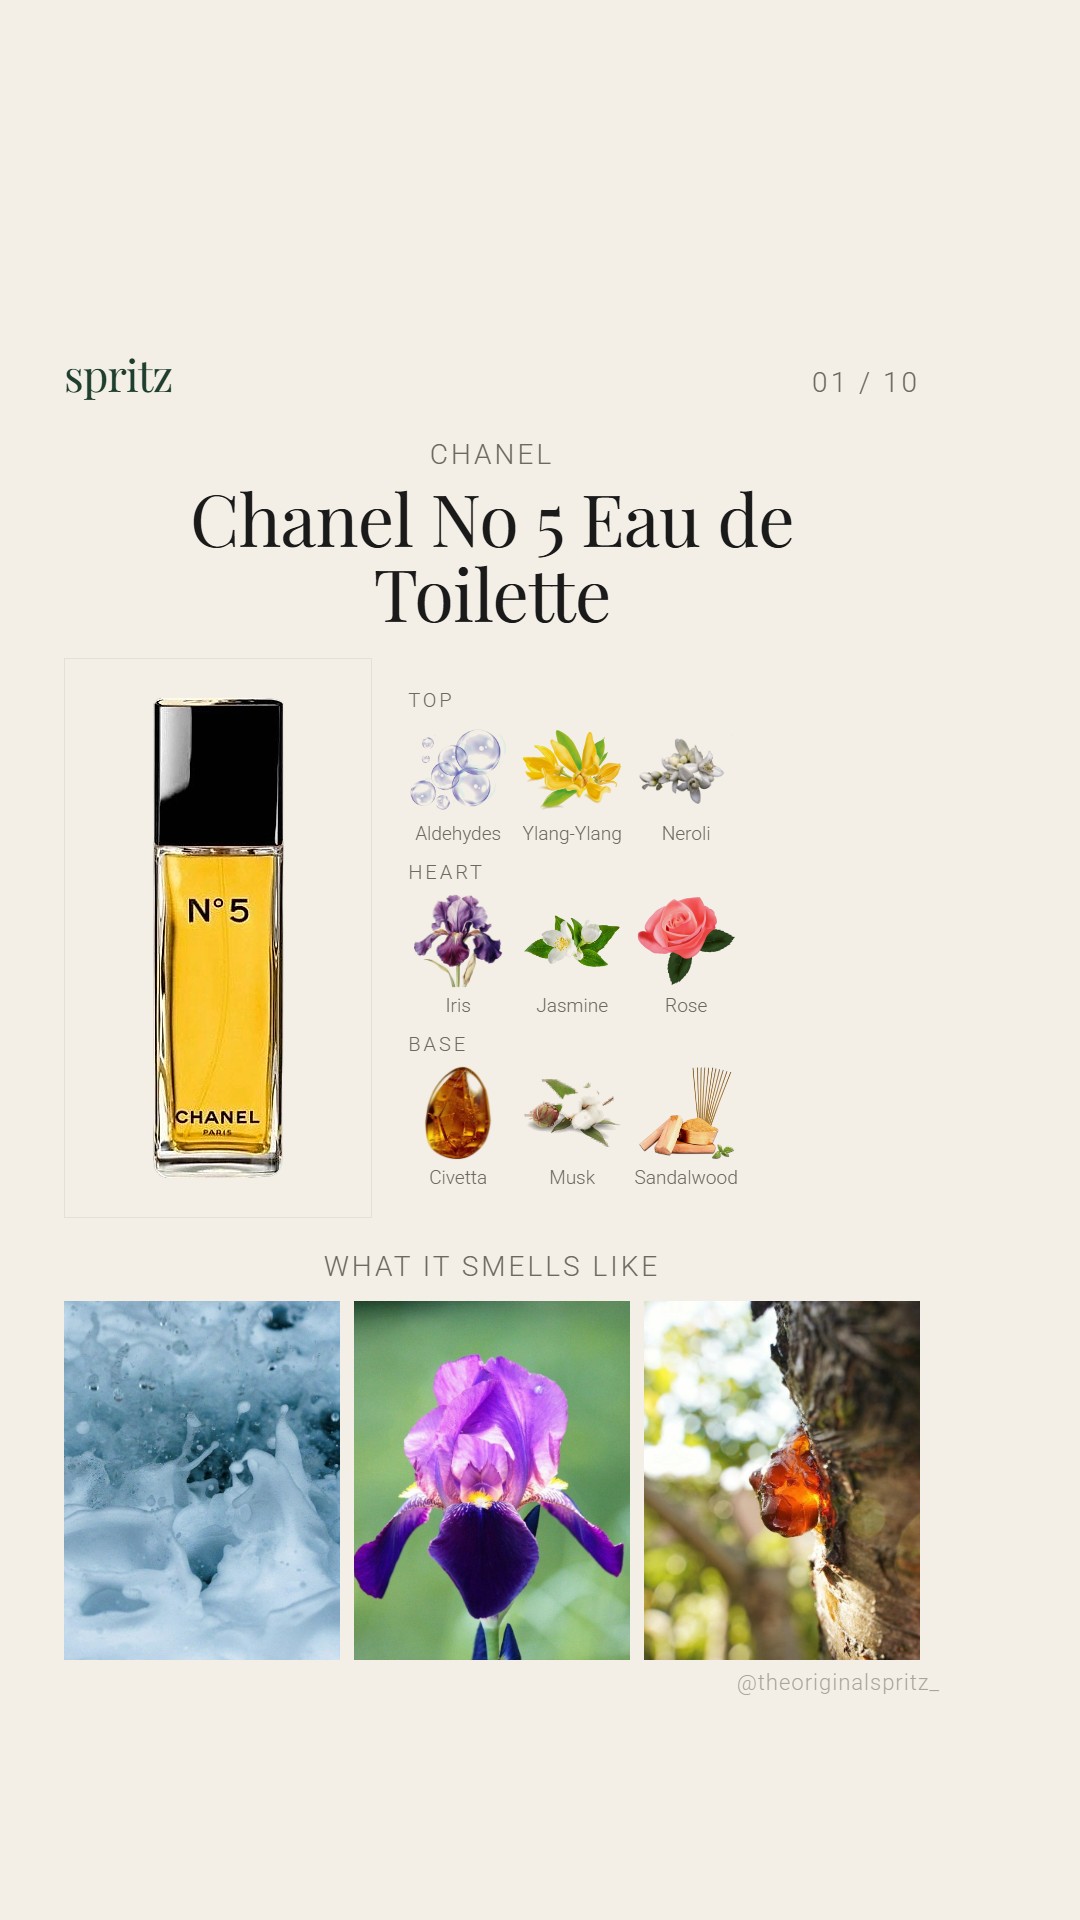 spritz
01 / 10
CHANEL
Chanel No 5 Eau de
Toilette
N°5
CHANEL
PARIS
TOP
Aldehydes Ylang-Ylang Neroli
HEART
Iris Jasmine Rose
BASE
Civetta Musk Sandalwood
WHAT IT SMELLS LIKE
@theoriginalspritz_